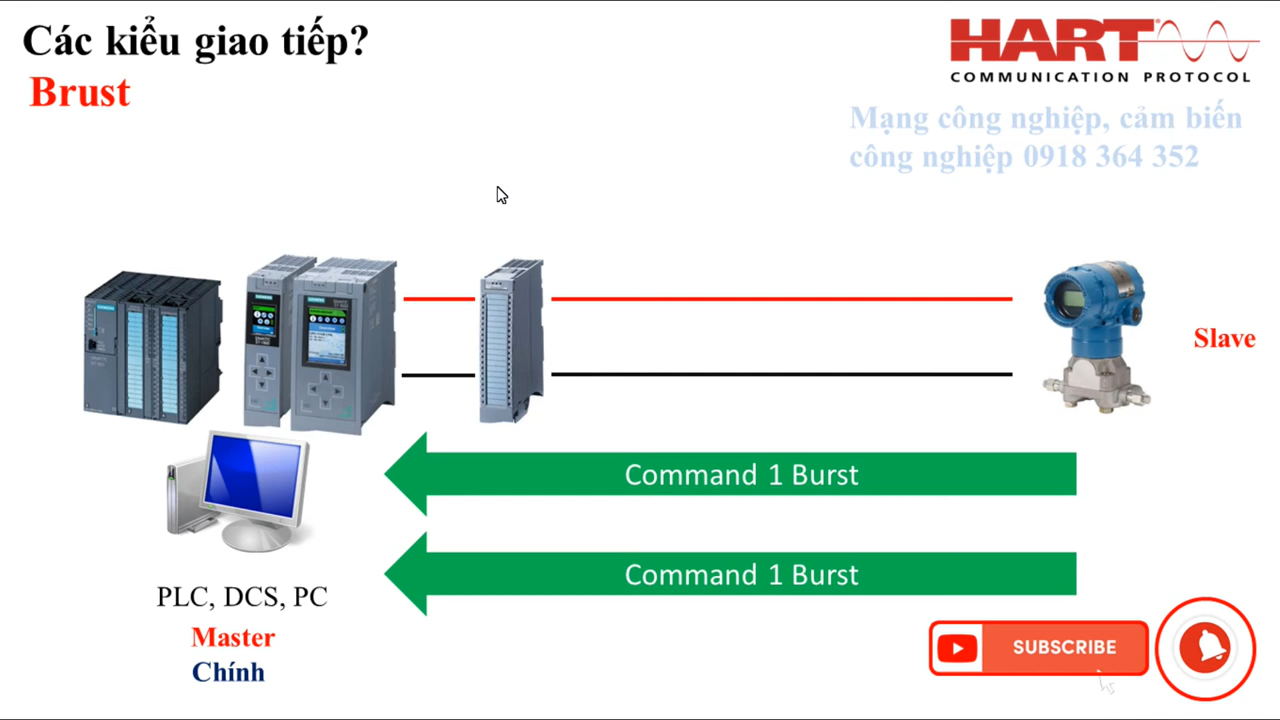 Các kiểu giao tiếp?
Brust
HART
COMMUNICATION PROTOCOL
Mạng công nghiệp, cảm biến
công nghiệp 0918 364 352
Slave
Command 1 Burst
Command 1 Burst
PLC, DCS, PC
Master
Chính
SUBSCRIBE